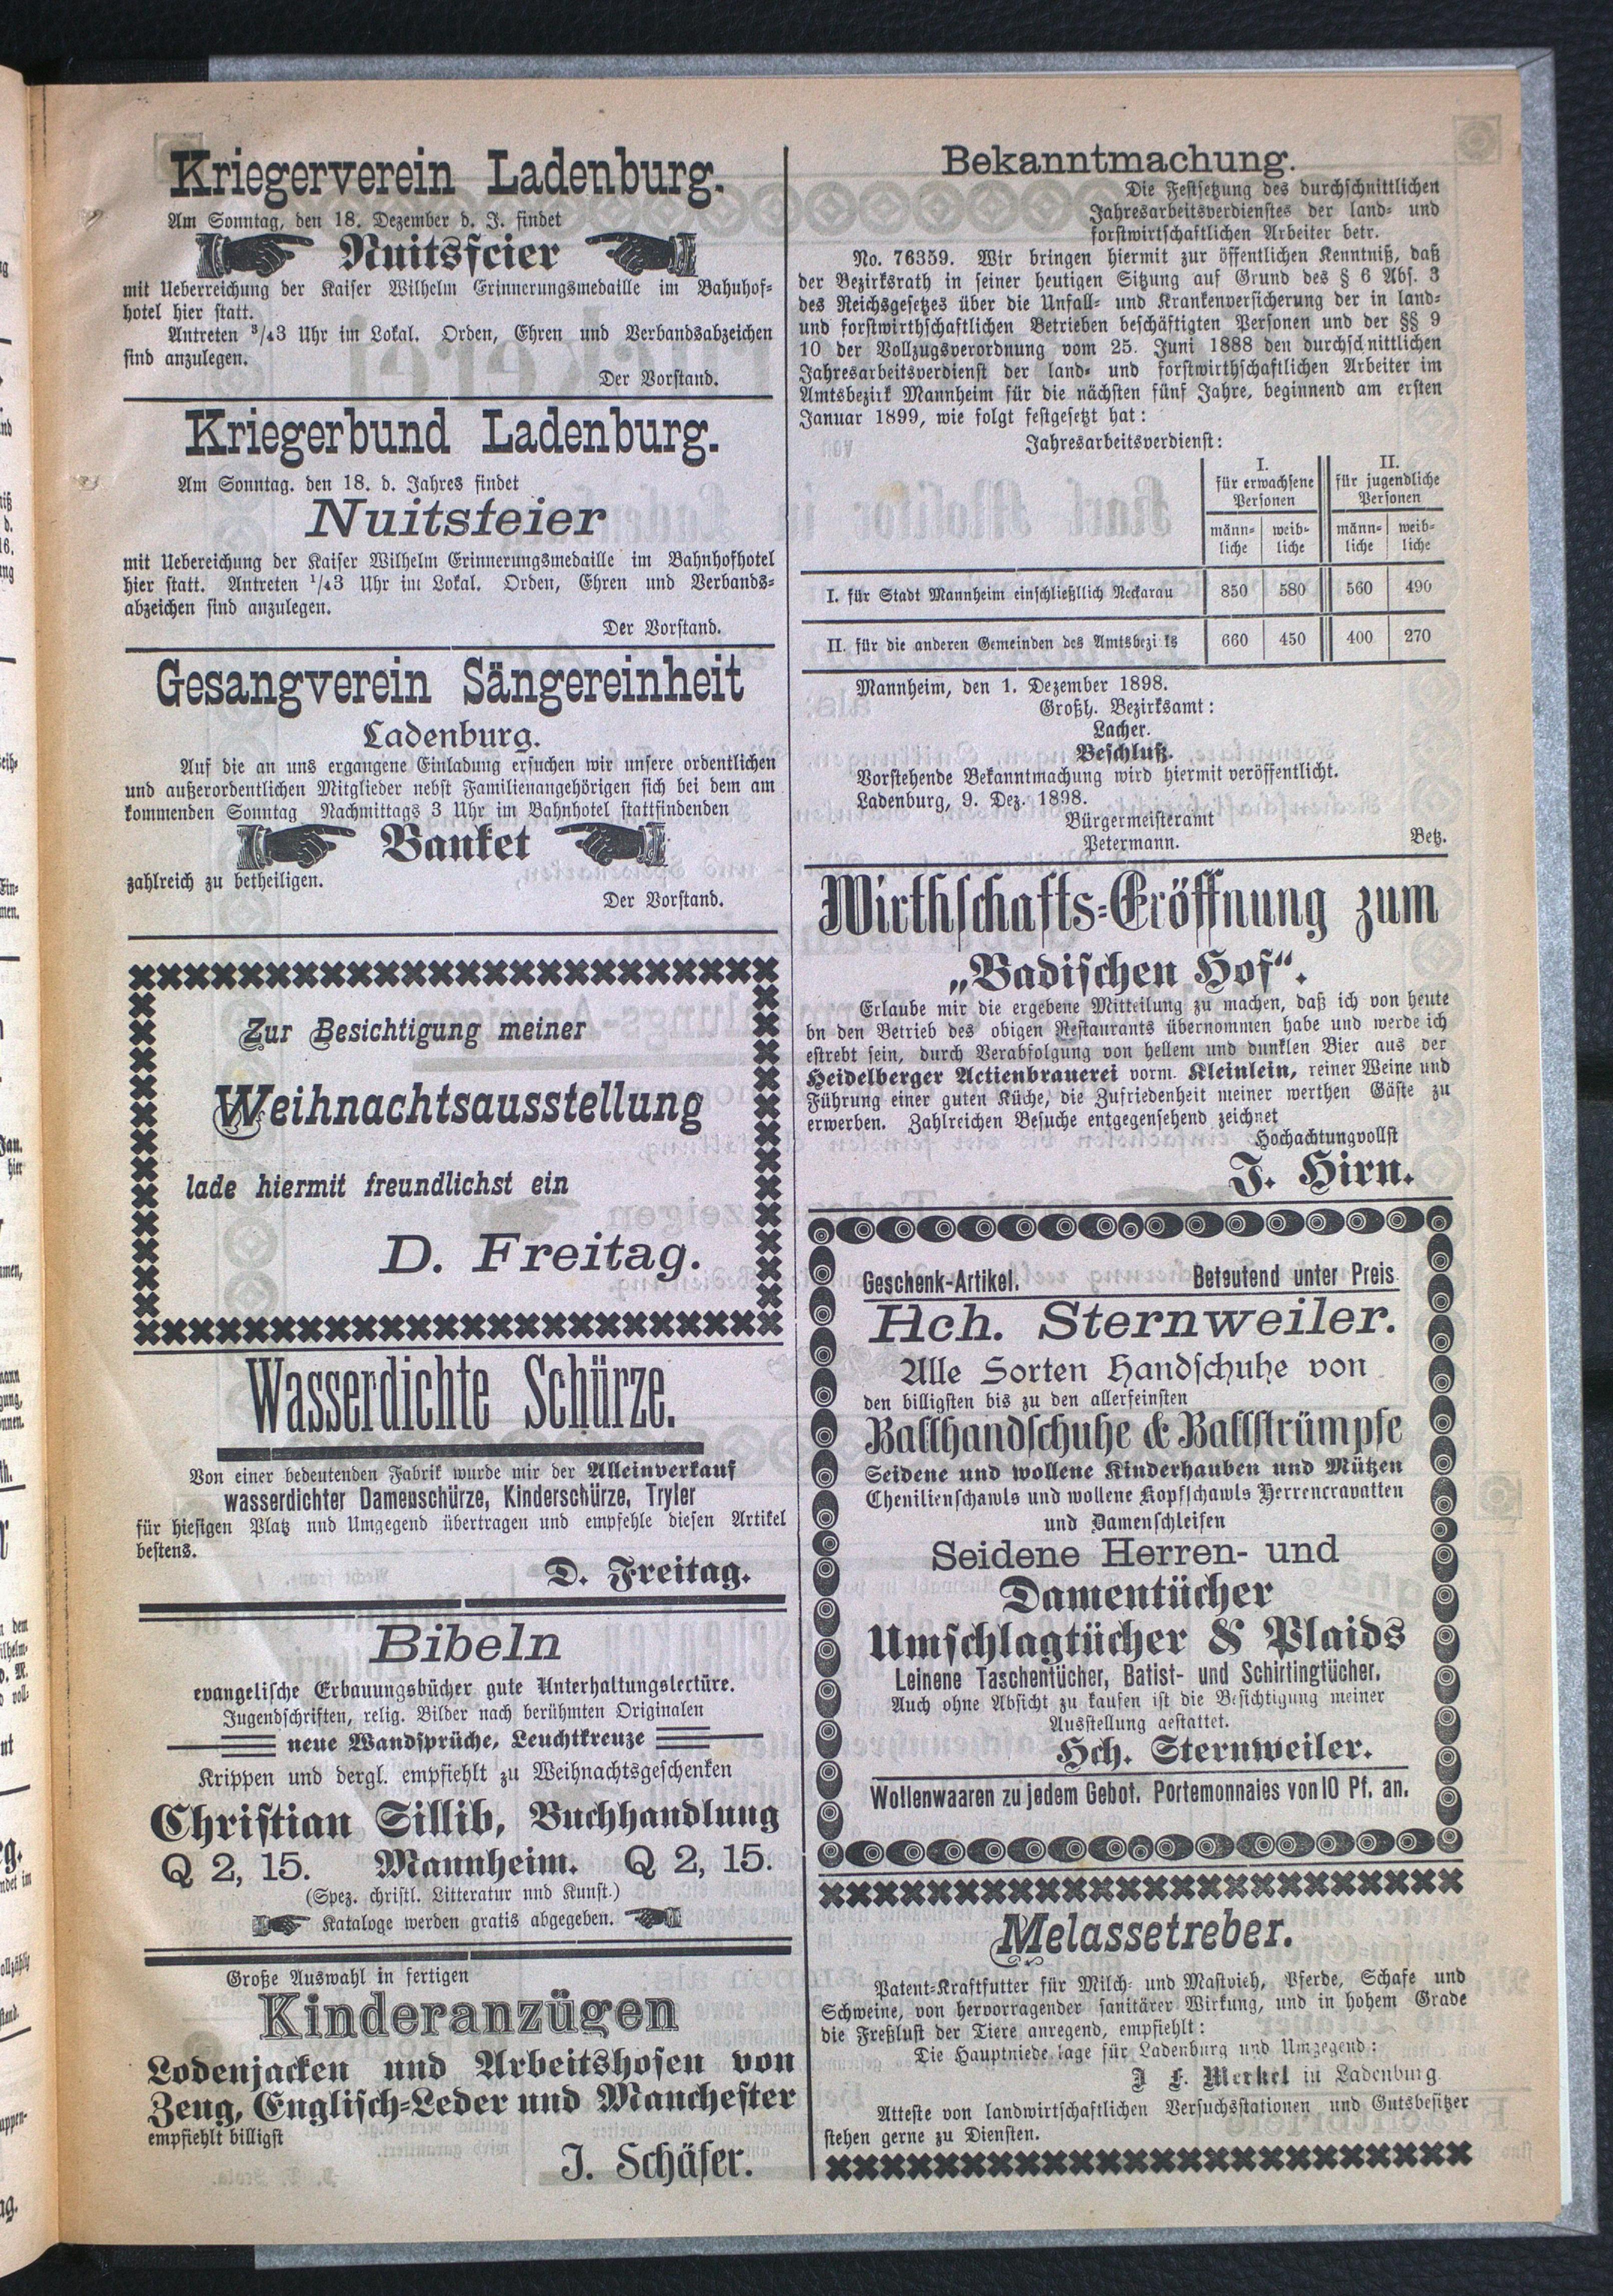 Kriegerverein Ladenburg.
Am Sonntag, den 18. Dezember d. J. findet
Nuitsfeier
mit Ueberreichung der Kaiser Wilhelm Erinnerungsmedaille im Bahuhof-
hotel hier statt.
Antreten ³/₄3 Uhr im Lokal. Orden, Ehren und Verbandsabzeichen
sind anzulegen.
Der Vorstand.
Kriegerbund Ladenburg.
Am Sonntag. den 18. d. Jahres findet
Nuitsfeier
mit Uebereichung der Kaiser Wilhelm Erinnerungsmedaille im Bahnhofhotel
hier statt. Antreten ¹/₄3 Uhr im Lokal. Orden, Ehren und Verbands-
abzeichen sind anzulegen.
Der Vorstand.
Gesangverein Sängereinheit
Ladenburg.
Auf die an uns ergangene Einladung ersuchen wir unsere ordentlichen
und außerordentlichen Mitglieder nebst Familienangehörigen sich bei dem am
kommenden Sonntag Nachmittags 3 Uhr im Bahnhotel stattfindenden
Banket
zahlreich zu betheiligen.
Der Vorstand.
Zur Besichtigung meiner
Weihnachtsausstellung
lade hiermit freundlichst ein
D. Freitag.
Wasserdichte Schürze.
Von einer bedeutenden Fabrik wurde mir der Alleinverkauf
wasserdichter Damenschürze, Kinderschürze, Tryler
für hiesigen Platz und Umgegend übertragen und empfehle diesen Artikel
bestens.
D. Freitag.
Bibeln
evangelische Erbauungsbücher gute Unterhaltungslectüre.
Jugendschriften, relig. Bilder nach berühmten Originalen
neue Wandsprüche, Leuchtkreuze
Krippen und dergl. empfiehlt zu Weihnachtsgeschenken
Christian Sillib, Buchhandlung
Q 2, 15. Mannheim. Q 2, 15.
(Spez. christl. Litteratur nnd Kunst.)
Kataloge werden gratis abgegeben.
Große Auswahl in fertigen
Kinderanzügen
Lodenjacken und Arbeitshosen von
Zeug, Englisch-Leder und Manchester
empfiehlt billigst
J. Schäfer.
Bekanntmachung.
Die Festsetzung des durchschnittlichen
Jahresarbeitsverdienstes der land- und
forstwirtschaftlichen Arbeiter betr.
No. 76359. Wir bringen hiermit zur öffentlichen Kenntniß, daß
der Bezirksrath in seiner heutigen Sitzung auf Grund des § 6 Abs. 3
des Reichsgesetzes über die Unfall- und Krankenversicherung der in land-
und forstwirthschaftlichen Betrieben beschäftigten Personen und der §§ 9
10 der Vollzugsverordnung vom 25. Juni 1888 den durchschnittlichen
Jahresarbeitsverdienst der land- und forstwirthschaftlichen Arbeiter im
Amtsbezirk Mannheim für die nächsten fünf Jahre, beginnend am ersten
Januar 1899, wie folgt festgesetzt hat:
Jahresarbeitsverdienst:
I. II.
für erwachsene für jugendliche
Personen Personen
männ- weib- männ- weib-
liche liche liche liche
I. für Stadt Mannheim einschließllich Neckarau 850 580 560 490
II. für die anderen Gemeinden des Amtsbezi ks 660 450 400 270
Mannheim, den 1. Dezember 1898.
Großh. Bezirksamt:
Lacher.
Beschluß.
Vorstehende Bekanntmachung wird hiermit veröffentlicht.
Ladenburg, 9. Dez. 1898.
Bürgermeisteramt
Petermann. Betz.
Wirthschafts-Eröffnung zum
„Badischen Hof".
Erlaube mir die ergebene Mitteilung zu machen, daß ich von heute
bn den Betrieb des obigen Restaurants übernommen habe und werde ich
estrebt sein, durch Verabfolgung von hellem und dunklen Bier aus der
Heidelberger Actienbrauerei vorm. Kleinlein, reiner Weine und
Führung einer guten Küche, die Zufriedenheit meiner werthen Gäste zu
erwerben. Zahlreichen Besuche entgegensehend zeichnet
Hochachtungvollst
J. Hirn.
Geschenk-Artikel. Beteutend unter Preis
Hch. Sternweiler.
Alle Sorten Handschuhe von
den billigsten bis zu den allerfeinsten
Ballhandschuhe & Ballstrümpfe
Seidene und wollene Kinderhauben und Mützen
Chenilienschawls und wollene Kopfschawls Herrencravatten
und Damenschleifen
Seidene Herren- und
Damentücher
Umschlagtücher & Plaids
Leinene Taschentücher, Batist- und Schirtingtücher,
Auch ohne Absicht zu kaufen ist die Besichtigung meiner
Ausstellung gestattet.
Hch. Sternweiler.
Wollenwaaren zu jedem Gebot. Portemonnaies von 10 Pf. an.
Melassetreber.
Patent-Kraftfutter für Milch- und Mastvieh, Pferde, Schafe und
Schweine, von hervorragender sanitärer Wirkung, und in hohem Grade
die Freßlust der Tiere anregend, empfiehlt:
Die Hauptniede lage für Ladenburg und Umgegend:
J F. Merkel in Ladenburg
Atteste von landwirtschaftlichen Versuchsstationen und Gutsbesitzer
stehen gerne zu Diensten.